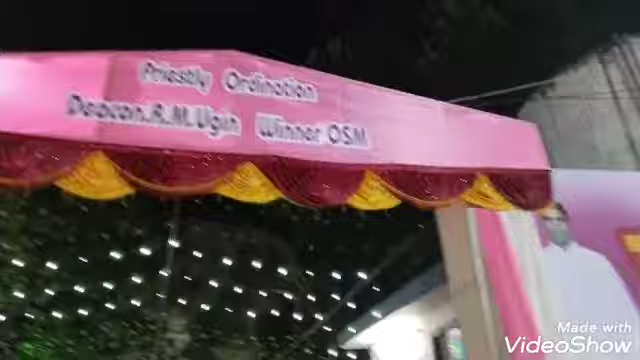 Priestly Ordination
Deacon.R.M.Ugin Winner OSM
Made with
VideoShow